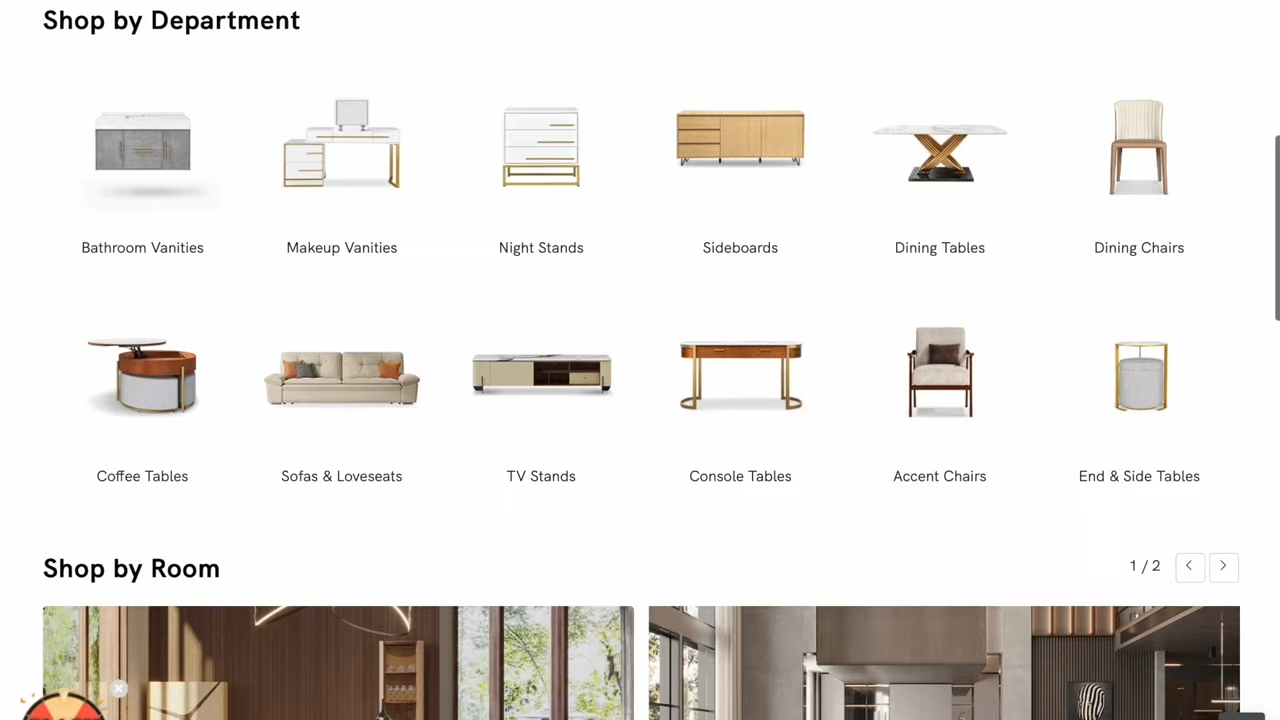 Shop by Department
Bathroom Vanities
Makeup Vanities
Night Stands
Sideboards
Dining Tables
Dining Chairs
Coffee Tables
Sofas & Loveseats
TV Stands
Console Tables
Accent Chairs
End & Side Tables
Shop by Room
1 / 2